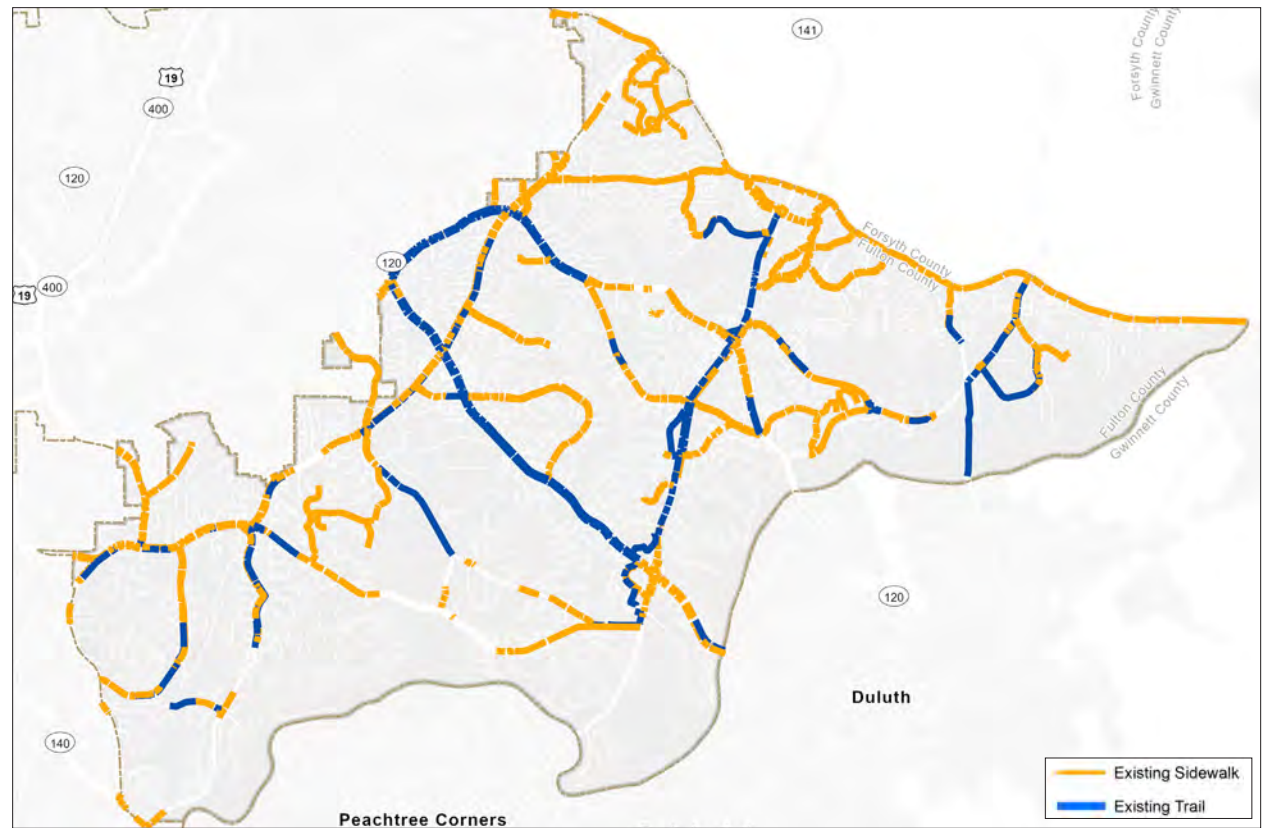 141
Forsyth County
Gwinnett County
19
400
120
Forsyth County
Fulton County
120
19
400
Fulton County
Gwinnett County
120
Duluth
140
Existing Sidewalk
Existing Trail
Peachtree Corners